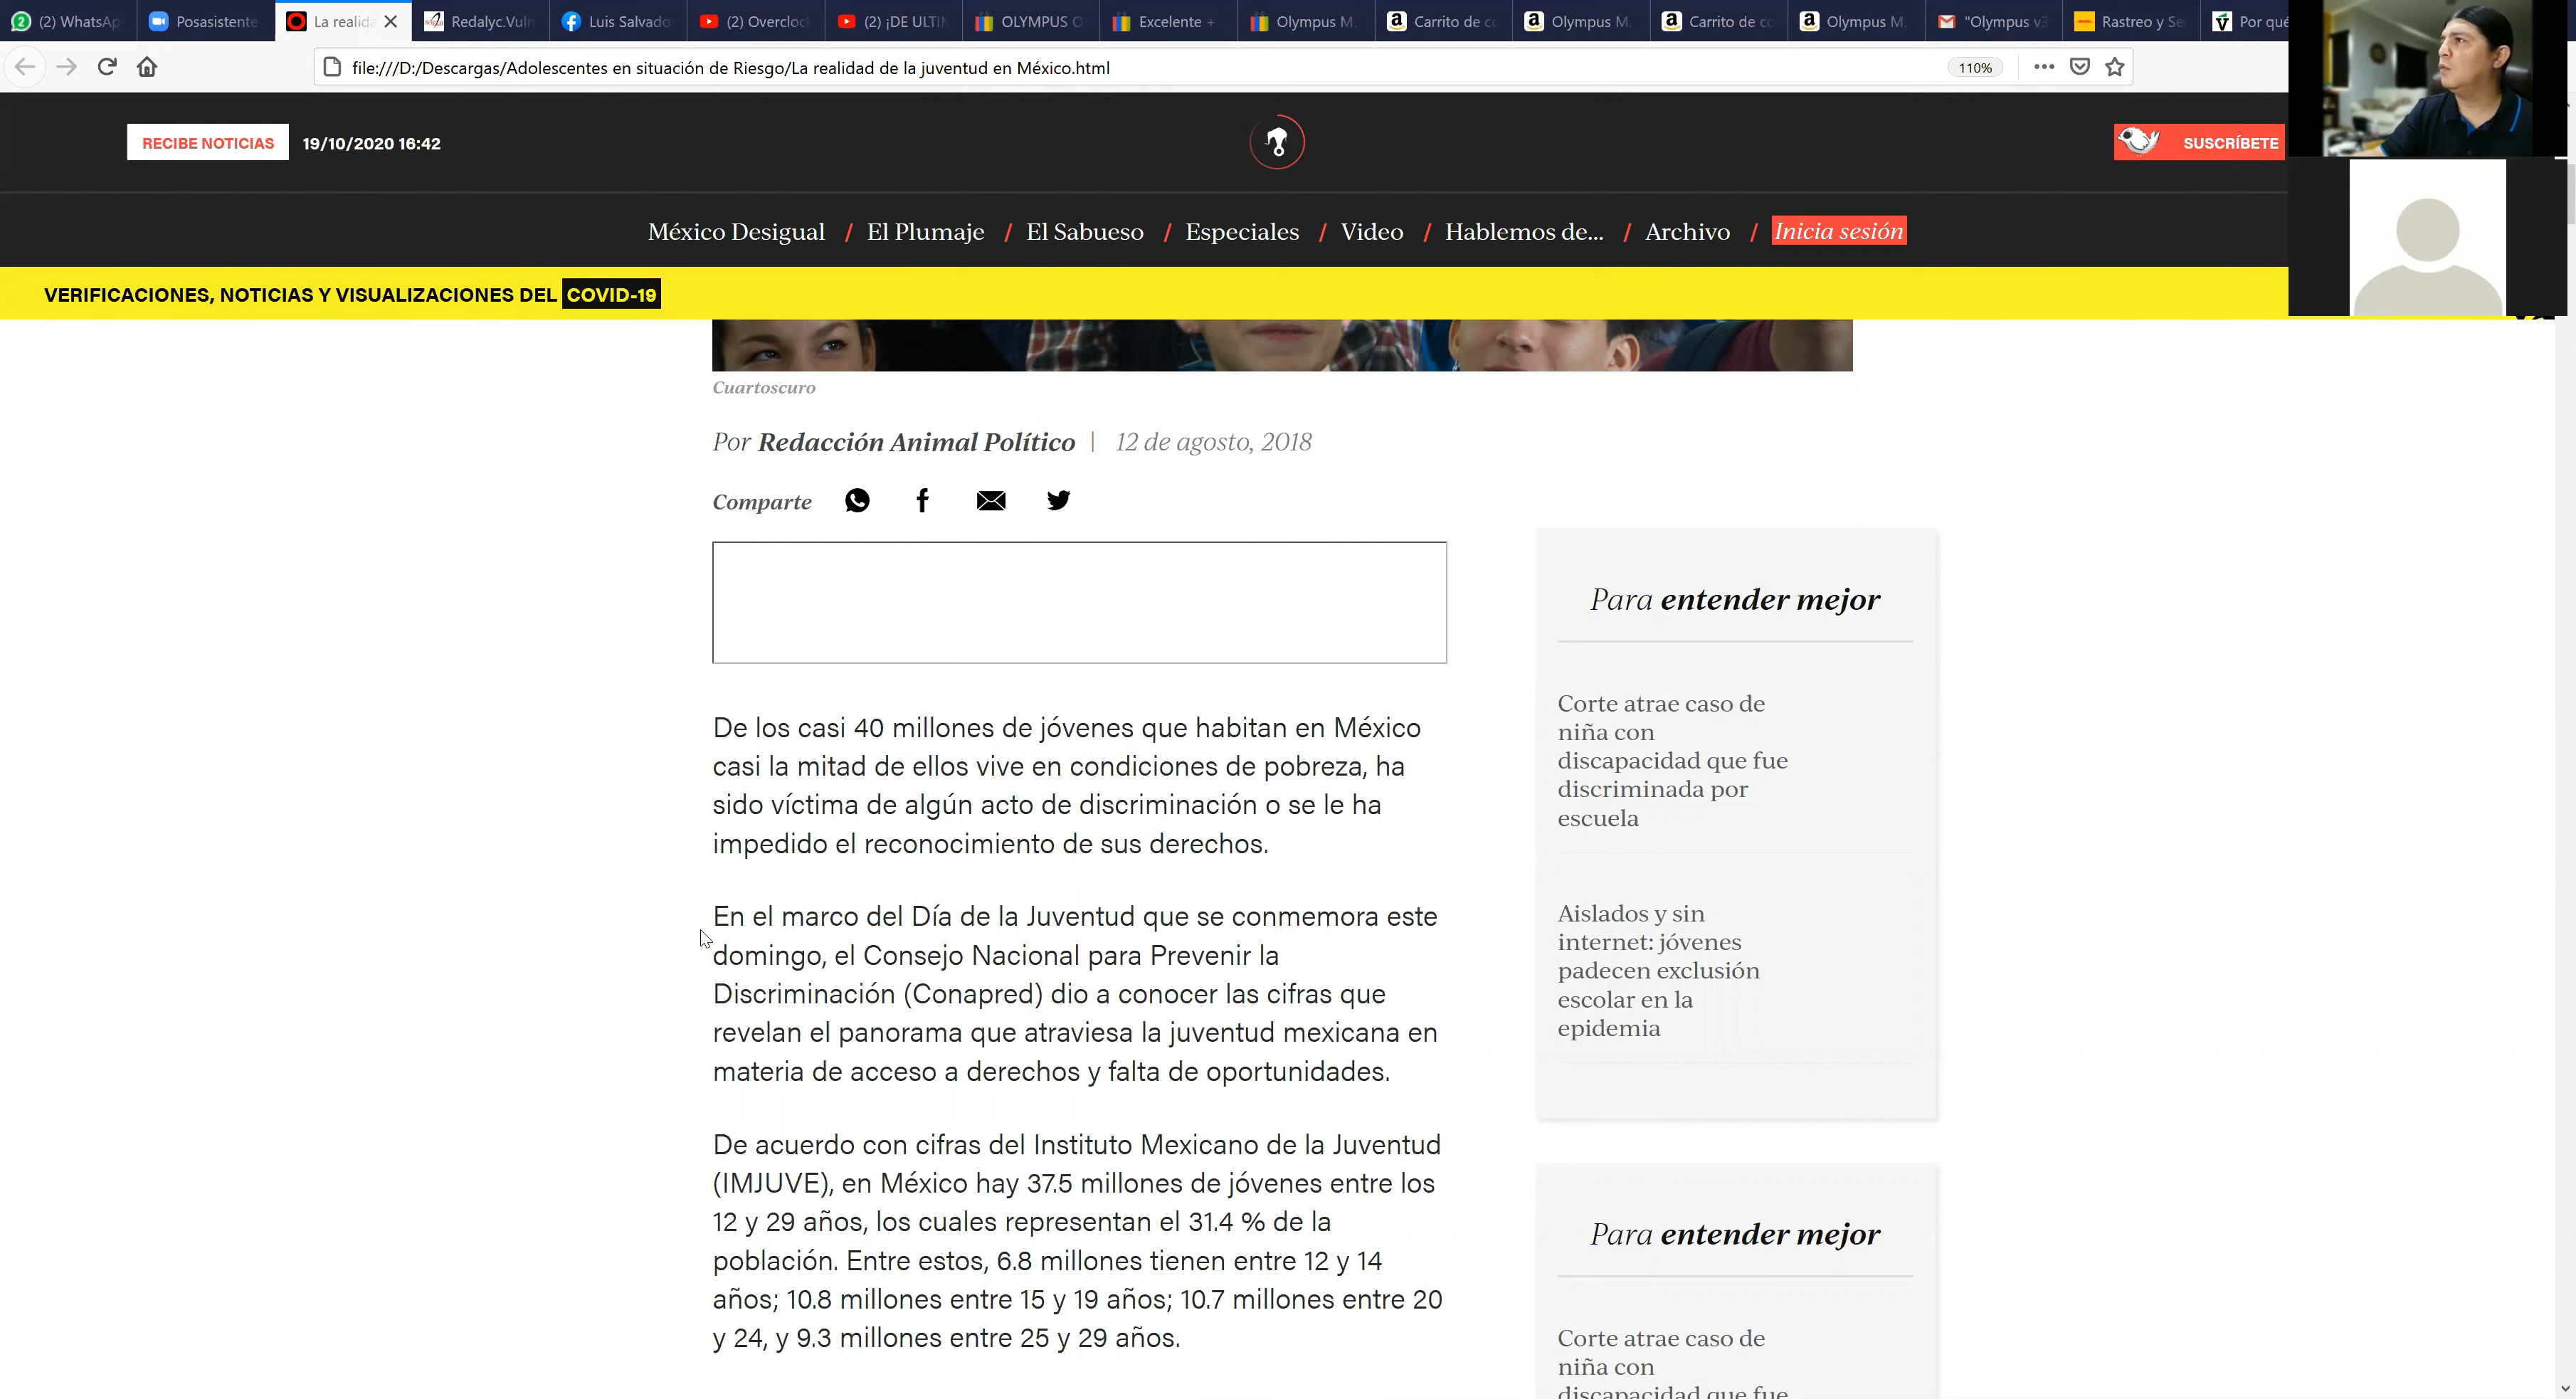 (2) WhatsAp
Posasistente
La realida
Redalyc.Vuln
Luis Salvado
(2) Overcloc
(2) ¡DE ULTIM
OLYMPUS O
Excelente +
Olympus M.
Carrito de co
Olympus M.
Carrito de co
Olympus M.
"Olympus v3
Rastreo y Se
Por qué
file:///D:/Descargas/Adolescentes en situación de Riesgo/La realidad de la juventud en México.html
110%
RECIBE NOTICIAS
19/10/2020 16:42
SUSCRÍBETE
México Desigual / El Plumaje / El Sabueso / Especiales / Video / Hablemos de... / Archivo / Inicia sesión
VERIFICACIONES, NOTICIAS Y VISUALIZACIONES DEL COVID-19
Cuartoscuro
Por Redacción Animal Político | 12 de agosto, 2018
Comparte
De los casi 40 millones de jóvenes que habitan en México
casi la mitad de ellos vive en condiciones de pobreza, ha
sido víctima de algún acto de discriminación o se le ha
impedido el reconocimiento de sus derechos.
En el marco del Día de la Juventud que se conmemora este
domingo, el Consejo Nacional para Prevenir la
Discriminación (Conapred) dio a conocer las cifras que
revelan el panorama que atraviesa la juventud mexicana en
materia de acceso a derechos y falta de oportunidades.
De acuerdo con cifras del Instituto Mexicano de la Juventud
(IMJUVE), en México hay 37.5 millones de jóvenes entre los
12 y 29 años, los cuales representan el 31.4 % de la
población. Entre estos, 6.8 millones tienen entre 12 y 14
años; 10.8 millones entre 15 y 19 años; 10.7 millones entre 20
y 24, y 9.3 millones entre 25 y 29 años.
Para entender mejor
Corte atrae caso de
niña con
discapacidad que fue
discriminada por
escuela
Aislados y sin
internet: jóvenes
padecen exclusión
escolar en la
epidemia
Para entender mejor
Corte atrae caso de
niña con
discapacidad que fue